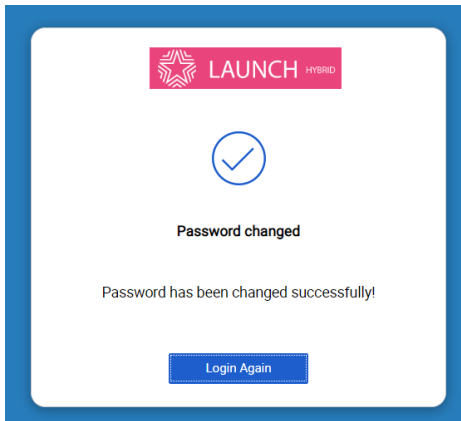 LAUNCH HYBRID
Password changed
Password has been changed successfully!
Login Again